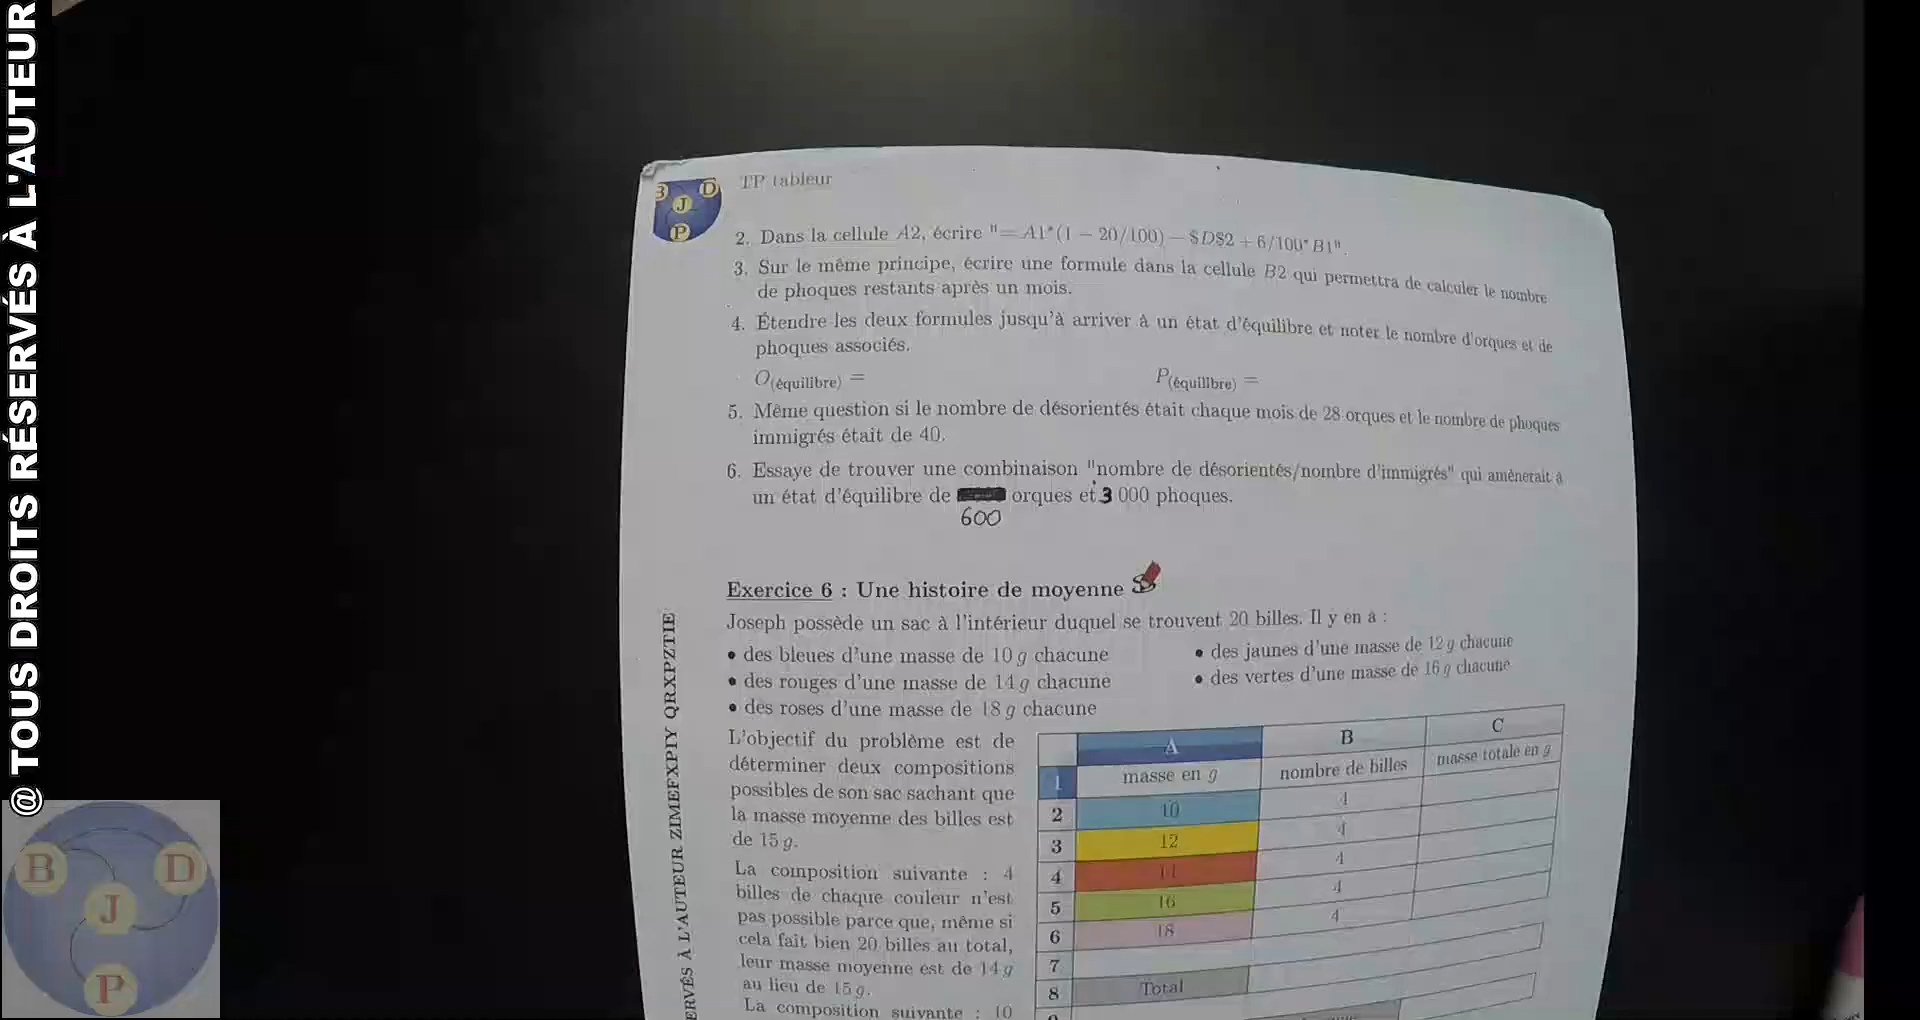 @ TOUS DROITS RÉSERVÉS À L'AUTEUR
B D J P
TP tableur
2. Dans la cellule A2, écrire "= A1*(1 − 20/100) − $D$2 + 6/100*B1".
3. Sur le même principe, écrire une formule dans la cellule B2 qui permettra de calculer le nombre
de phoques restants après un mois.
4. Étendre les deux formules jusqu'à arriver à un état d'équilibre et noter le nombre d'orques et de
phoques associés.
O(équilibre) = P(équilibre) =
5. Même question si le nombre de désorientés était chaque mois de 28 orques et le nombre de phoques
immigrés était de 40.
6. Essaye de trouver une combinaison "nombre de désorientés/nombre d'immigrés" qui amènerait à
un état d'équilibre de orques et 3 000 phoques.
600
Exercice 6 : Une histoire de moyenne
Joseph possède un sac à l'intérieur duquel se trouvent 20 billes. Il y en a :
• des bleues d'une masse de 10 g chacune
• des rouges d'une masse de 14 g chacune
• des roses d'une masse de 18 g chacune
• des jaunes d'une masse de 12 g chacune
• des vertes d'une masse de 16 g chacune
L'objectif du problème est de
déterminer deux compositions
possibles de son sac sachant que
la masse moyenne des billes est
de 15 g.
La composition suivante : 4
billes de chaque couleur n'est
pas possible parce que, même si
cela fait bien 20 billes au total,
leur masse moyenne est de 14 g
au lieu de 15 g.
La composition suivante : 10
A B C
1 masse en g nombre de billes masse totale en g
2 10 4
3 12 4
4 14 4
5 16 4
6 18 4
7
8 Total
9
ERVÉS À L'AUTEUR ZIMEFXPIY QRXPZTIE
B D J P